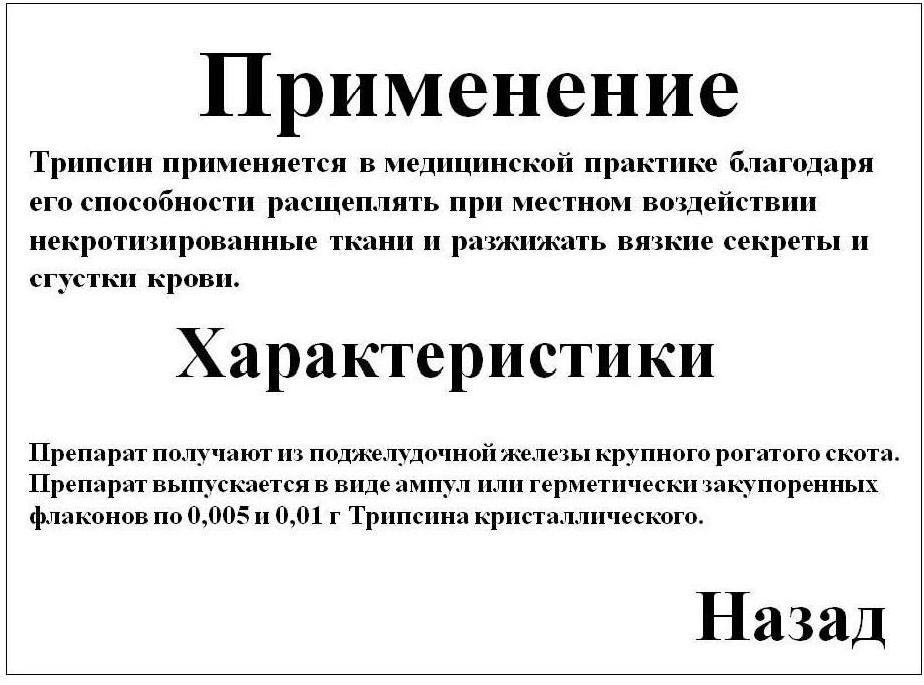 Применение
Трипсин применяется в медицинской практике благодаря
его способности расщеплять при местном воздействии
некротизированные ткани и разжижать вязкие секреты и
сгустки крови.
Характеристики
Препарат получают из поджелудочной железы крупного рогатого скота.
Препарат выпускается в виде ампул или герметически закупоренных
флаконов по 0,005 и 0,01 г Трипсина кристаллического.
Назад